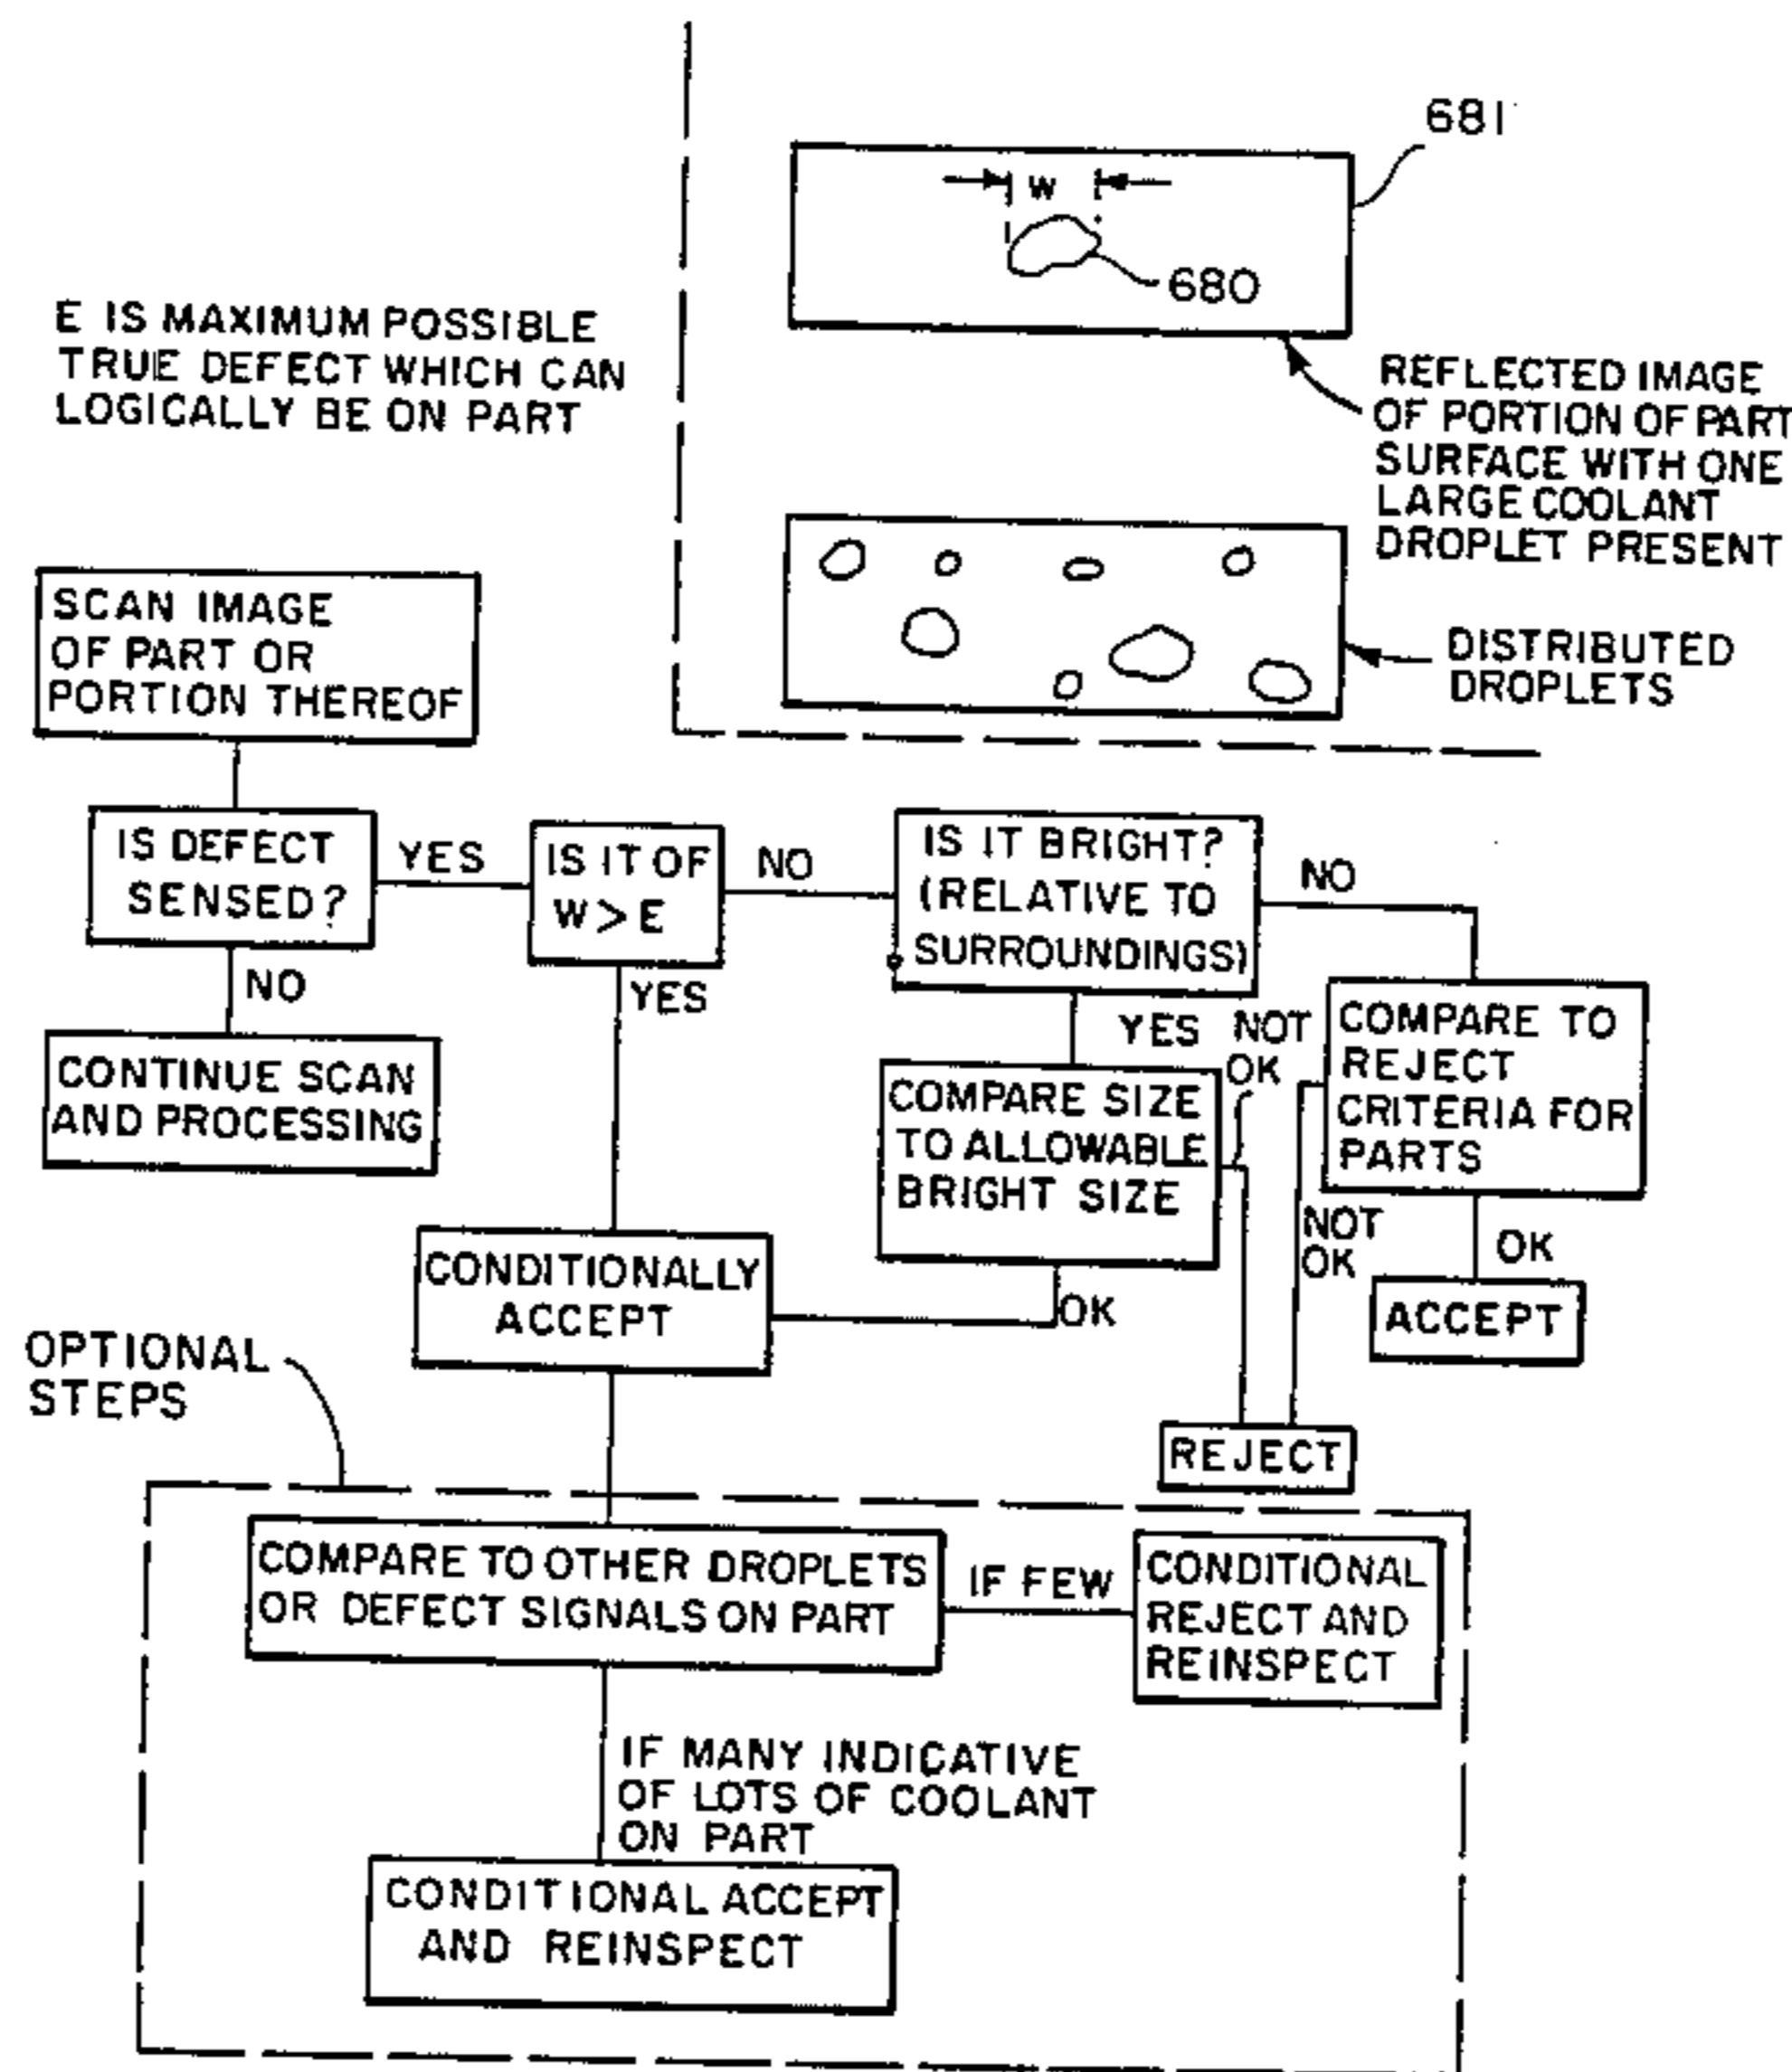 681
W
680
E IS MAXIMUM POSSIBLE
TRUE DEFECT WHICH CAN
LOGICALLY BE ON PART
REFLECTED IMAGE
OF PORTION OF PART
SURFACE WITH ONE
LARGE COOLANT
DROPLET PRESENT
DISTRIBUTED
DROPLETS
SCAN IMAGE
OF PART OR
PORTION THEREOF
IS DEFECT
SENSED?
YES
IS IT OF
W > E
NO
IS IT BRIGHT?
(RELATIVE TO
SURROUNDINGS)
NO
NO
YES
YES
NOT
OK
CONTINUE SCAN
AND PROCESSING
COMPARE SIZE
TO ALLOWABLE
BRIGHT SIZE
COMPARE TO
REJECT
CRITERIA FOR
PARTS
NOT
OK
OK
CONDITIONALLY
ACCEPT
OK
ACCEPT
OPTIONAL
STEPS
REJECT
COMPARE TO OTHER DROPLETS
OR DEFECT SIGNALS ON PART
IF FEW
CONDITIONAL
REJECT AND
REINSPECT
IF MANY INDICATIVE
OF LOTS OF COOLANT
ON PART
CONDITIONAL ACCEPT
AND REINSPECT